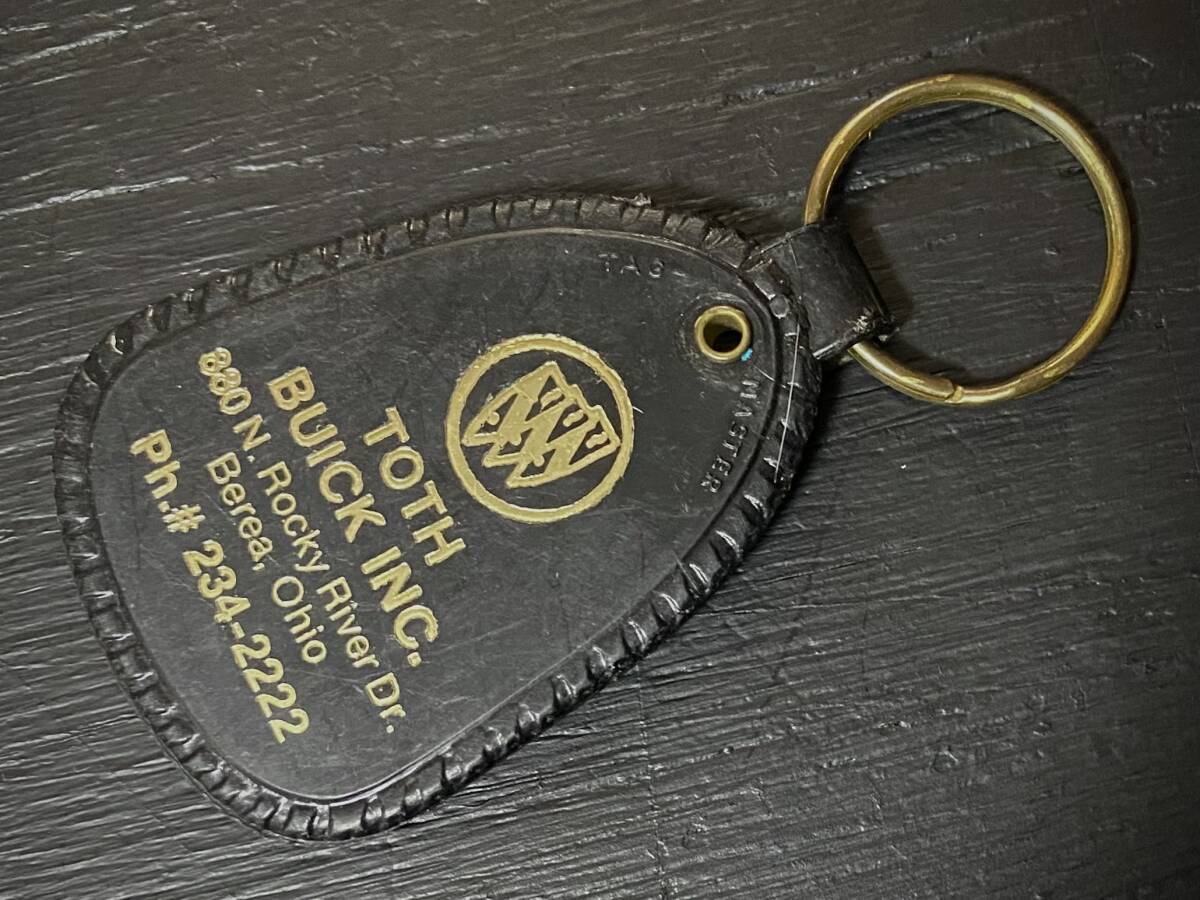 TAG-MASTER
TOTH
BUICK INC.
880 N. Rocky River Dr.
Berea, Ohio
Ph.# 234-2222